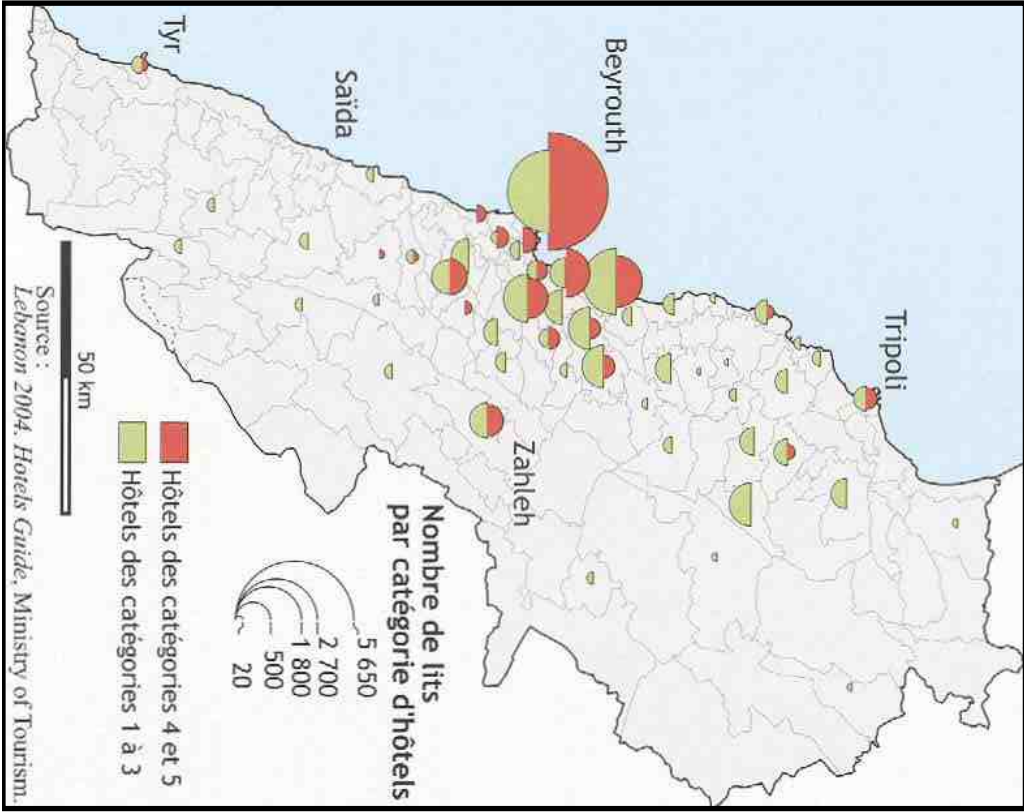 Tripoli
Beyrouth
Saïda
Tyr
Zahleh
Nombre de lits
par catégorie d'hôtels
5 650
2 700
1 800
500
20
Hôtels des catégories 4 et 5
Hôtels des catégories 1 à 3
50 km
Source :
Lebanon 2004. Hotels Guide, Ministry of Tourism.